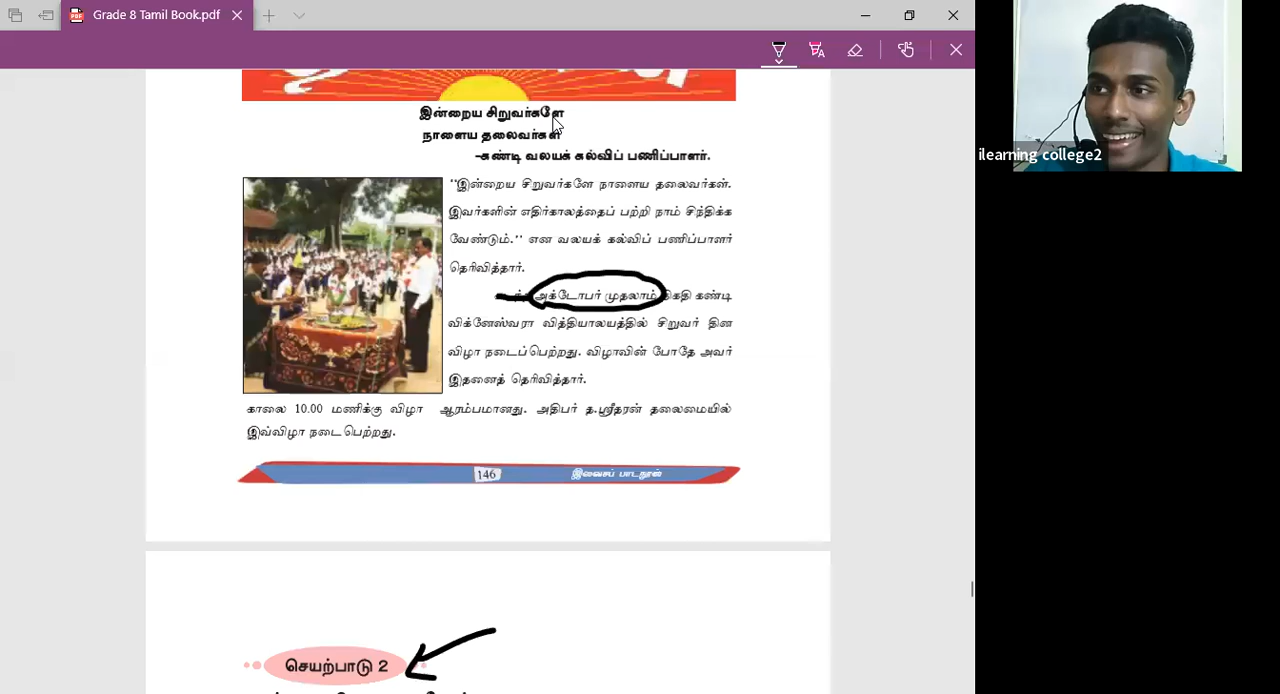 Grade 8 Tamil Book.pdf
இன்றைய சிறுவர்களே
நாளைய தலைவர்கள்
-கண்டி வலயக் கல்விப் பணிப்பாளர்.
"இன்றைய சிறுவர்களே நாளைய தலைவர்கள்.
இவர்களின் எதிர்காலத்தைப் பற்றி நாம் சிந்திக்க
வேண்டும்." என வலயக் கல்விப் பணிப்பாளர்
தெரிவித்தார்.
அக்டோபர் முதலாம் திகதி கண்டி
விக்னேஸ்வரா வித்தியாலயத்தில் சிறுவர் தின
விழா நடைப்பெற்றது. விழாவின் போதே அவர்
இதனைத் தெரிவித்தார்.
காலை 10.00 மணிக்கு விழா ஆரம்பமானது. அதிபர் த.ஸ்ரீதரன் தலைமையில்
இவ்விழா நடைபெற்றது.
146 இலவசப் பாடநூல்
செயற்பாடு 2
ilearning college2